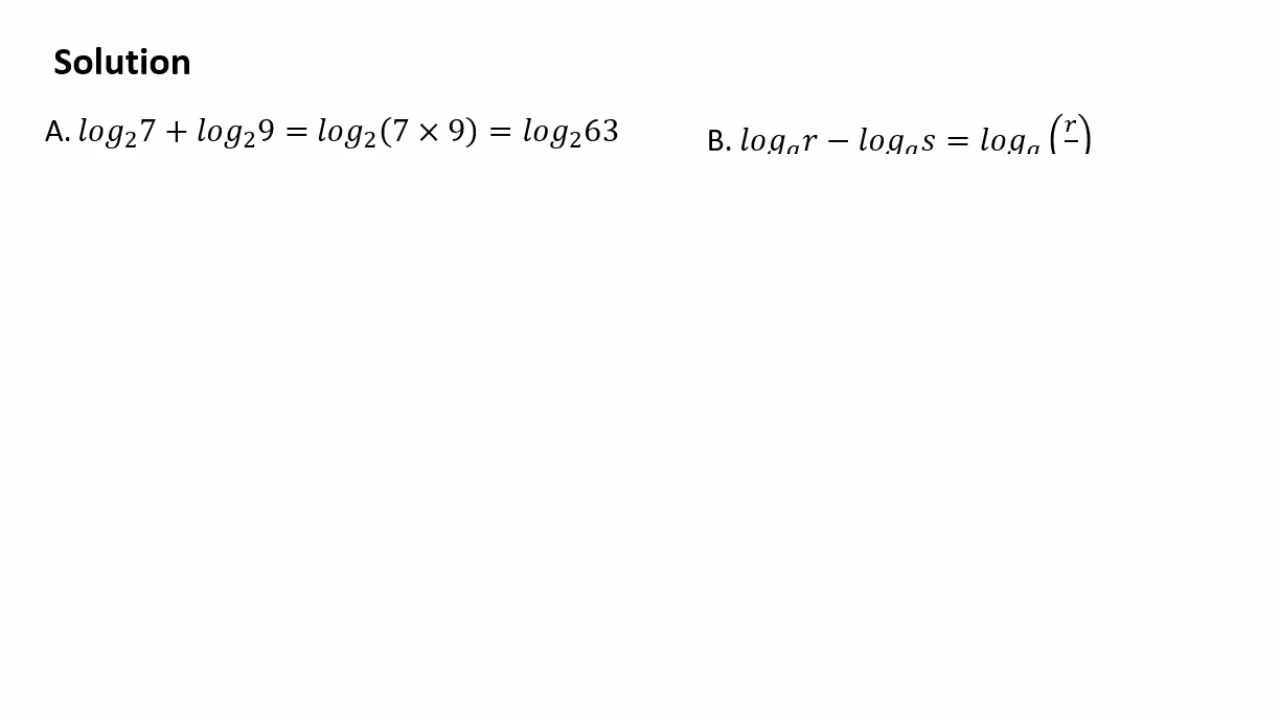 Solution
A. log₂7 + log₂9 = log₂(7 × 9) = log₂63
B. logₐr − logₐs = logₐ(r/